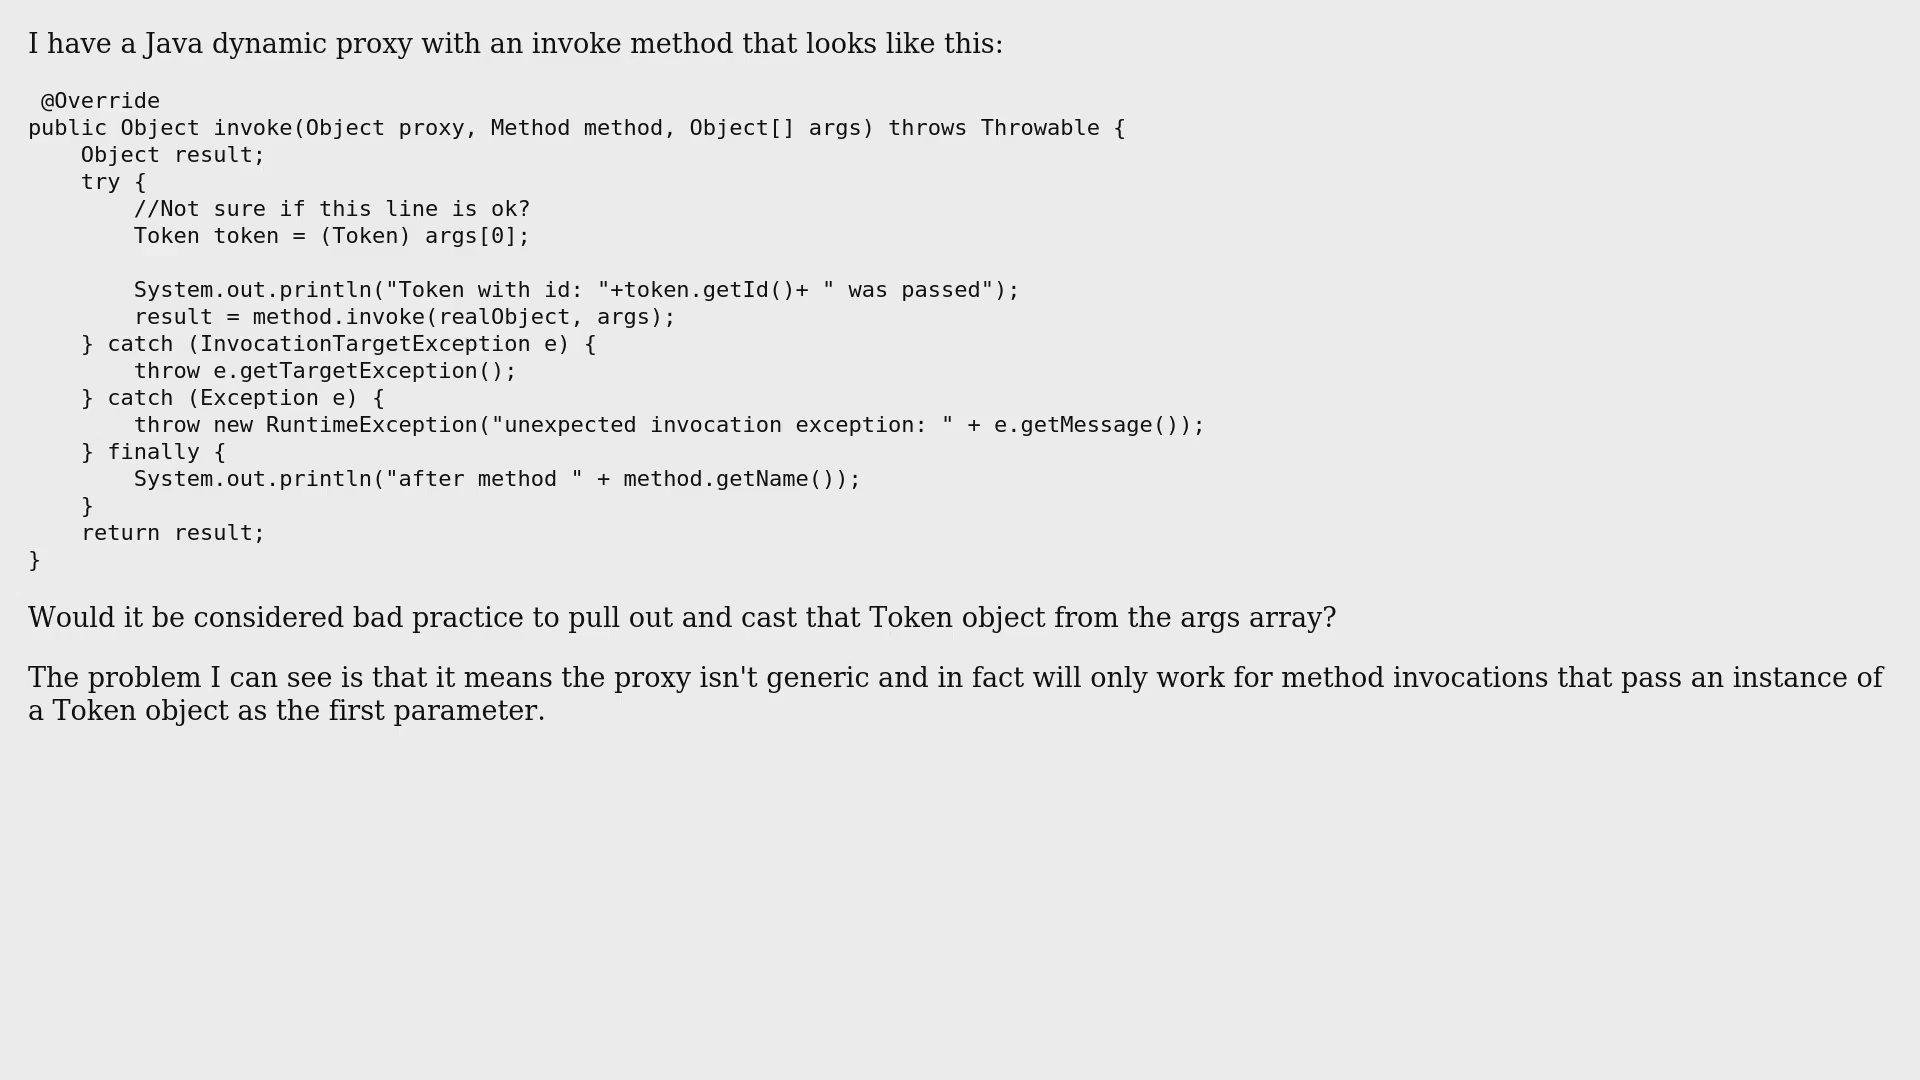 I have a Java dynamic proxy with an invoke method that looks like this:
@Override
public Object invoke(Object proxy, Method method, Object[] args) throws Throwable {
    Object result;
    try {
        //Not sure if this line is ok?
        Token token = (Token) args[0];
        System.out.println("Token with id: "+token.getId()+ " was passed");
        result = method.invoke(realObject, args);
    } catch (InvocationTargetException e) {
        throw e.getTargetException();
    } catch (Exception e) {
        throw new RuntimeException("unexpected invocation exception: " + e.getMessage());
    } finally {
        System.out.println("after method " + method.getName());
    }
    return result;
}
Would it be considered bad practice to pull out and cast that Token object from the args array?
The problem I can see is that it means the proxy isn't generic and in fact will only work for method invocations that pass an instance of
a Token object as the first parameter.